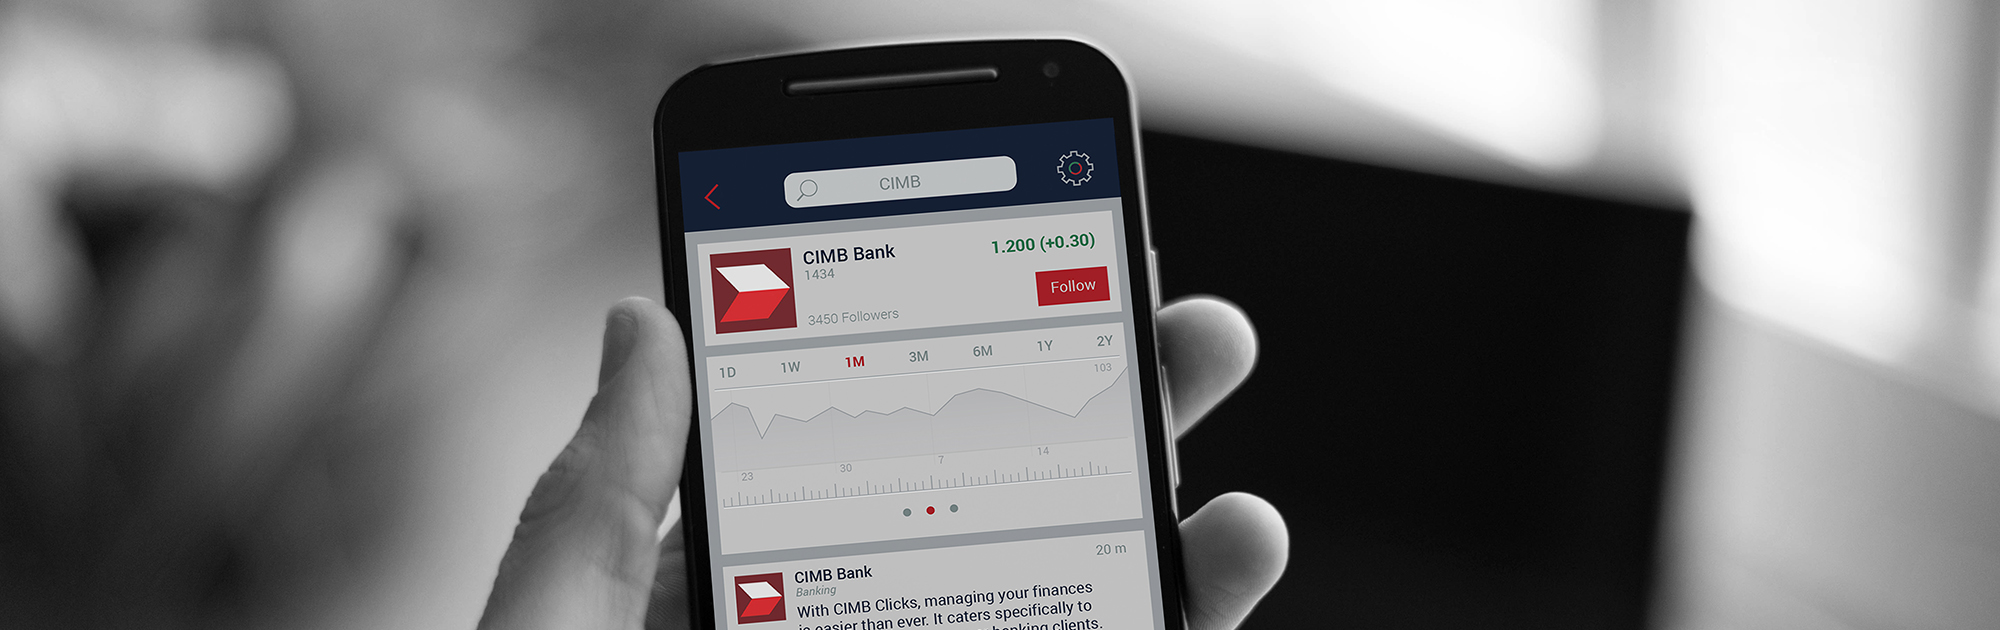 CIMB
CIMB Bank
1434
3450 Followers
1.200 (+0.30)
Follow
1D 1W 1M 3M 6M 1Y 2Y
103
23 30 7 14
20 m
CIMB Bank
Banking
With CIMB Clicks, managing your finances
is easier than ever. It caters specifically to
banking clients.